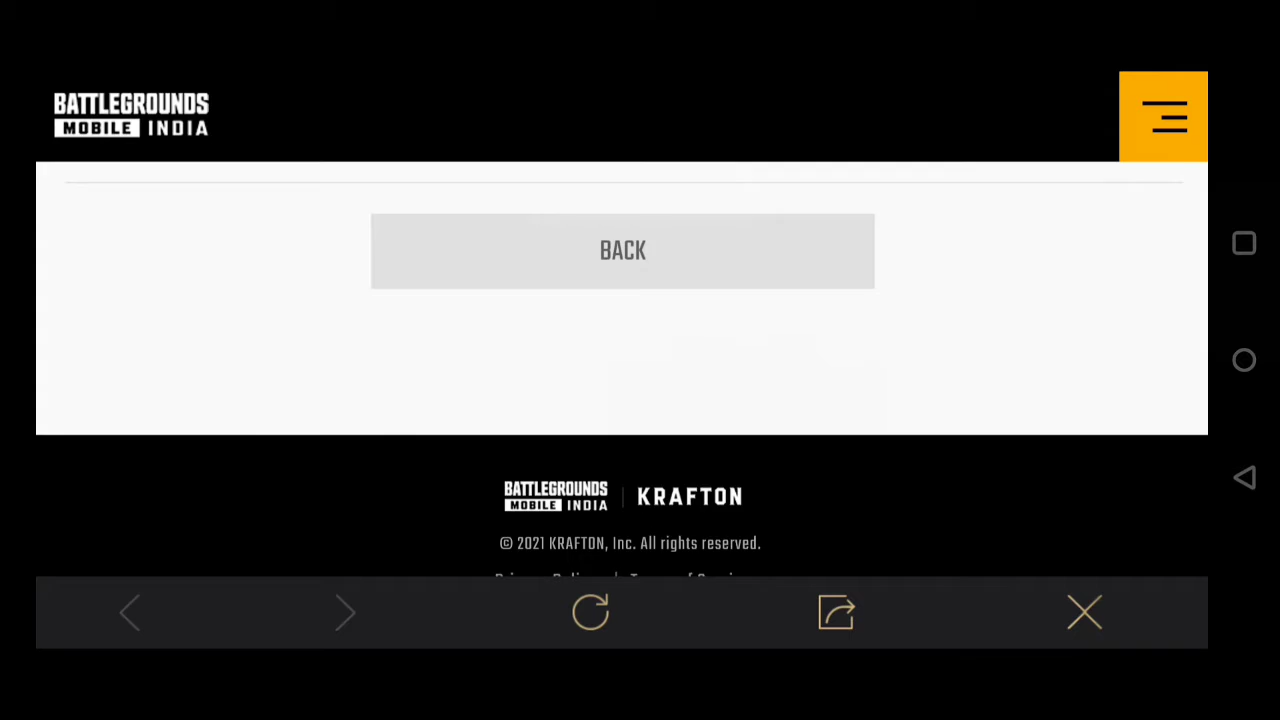 BATTLEGROUNDS
MOBILE INDIA
BACK
BATTLEGROUNDS
MOBILE INDIA | KRAFTON
© 2021 KRAFTON, Inc. All rights reserved.